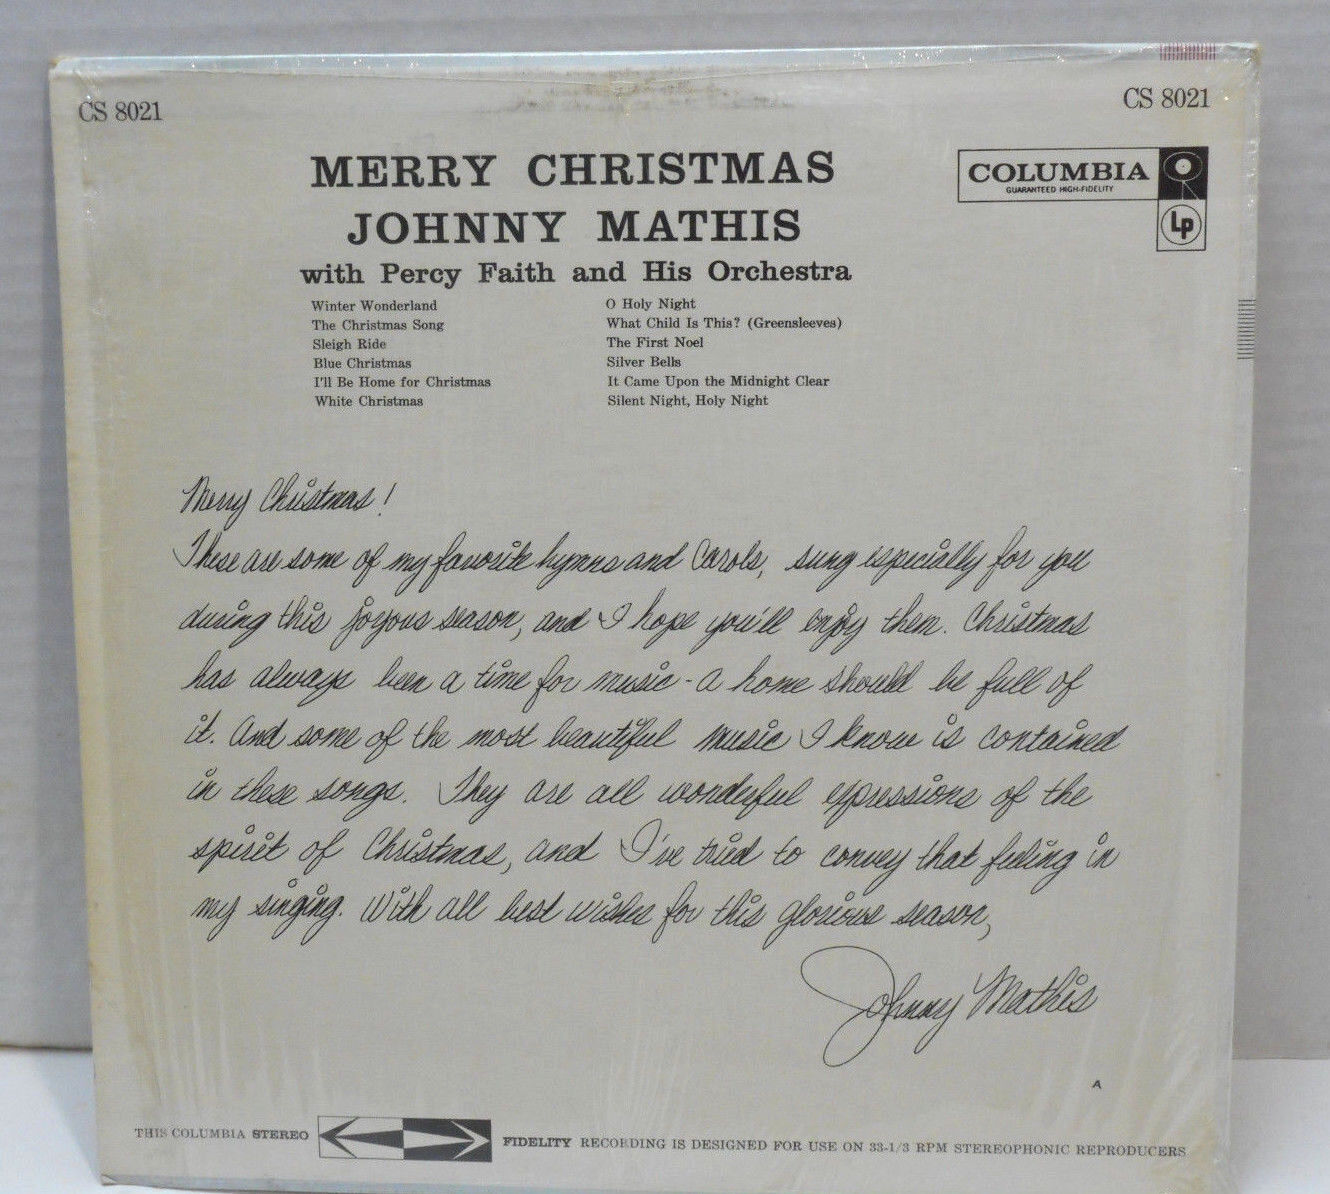 CS 8021
CS 8021
MERRY CHRISTMAS
JOHNNY MATHIS
with Percy Faith and His Orchestra
COLUMBIA
GUARANTEED HIGH-FIDELITY
Lp
Winter Wonderland
The Christmas Song
Sleigh Ride
Blue Christmas
I'll Be Home for Christmas
White Christmas
O Holy Night
What Child Is This? (Greensleeves)
The First Noel
Silver Bells
It Came Upon the Midnight Clear
Silent Night, Holy Night
Merry Christmas!
These are some of my favorite hymns and Carols, sung especially for you
during this joyous season, and I hope you'll enjoy them. Christmas
has always been a time for music - a home should be full of
it. And some of the most beautiful music I know is contained
in these songs. They are all wonderful expressions of the
spirit of Christmas, and I've tried to convey that feeling in
my singing. With all best wishes for this glorious season,
Johnny Mathis
A
THIS COLUMBIA STEREO FIDELITY RECORDING IS DESIGNED FOR USE ON 33-1/3 RPM STEREOPHONIC REPRODUCERS